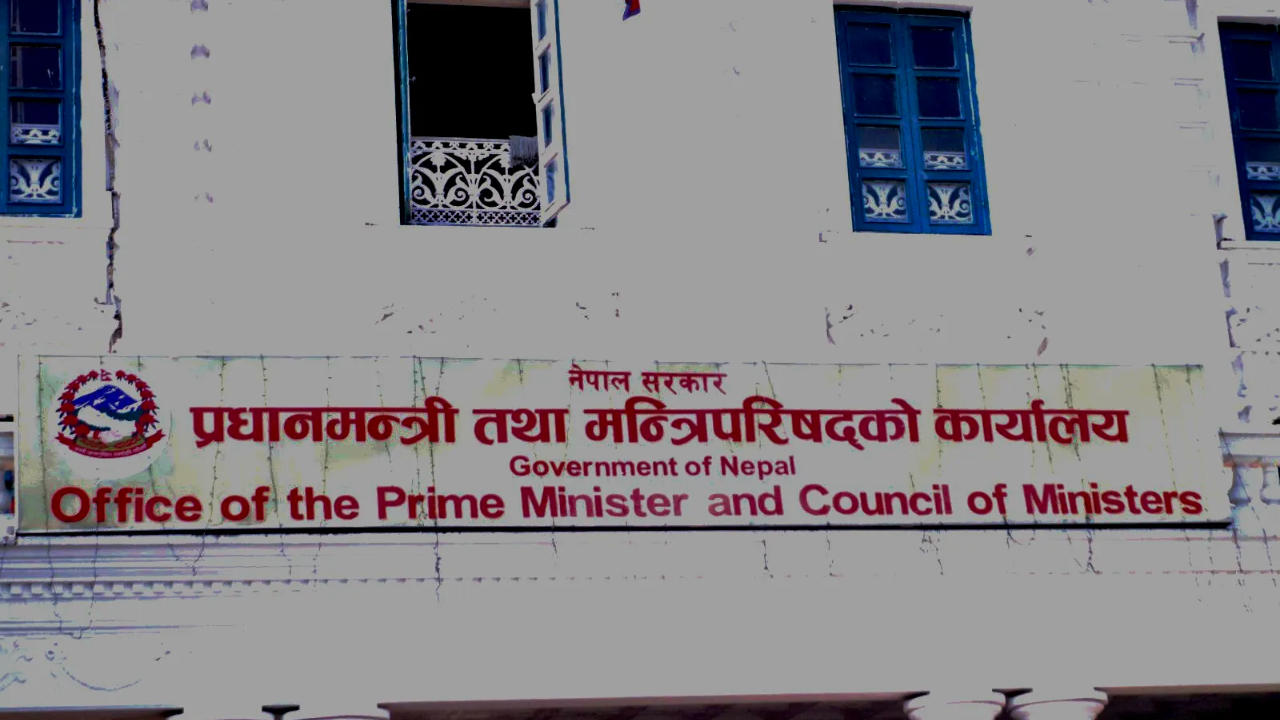 नेपाल सरकार
प्रधानमन्त्री तथा मन्त्रिपरिषद्को कार्यालय
Government of Nepal
Office of the Prime Minister and Council of Ministers